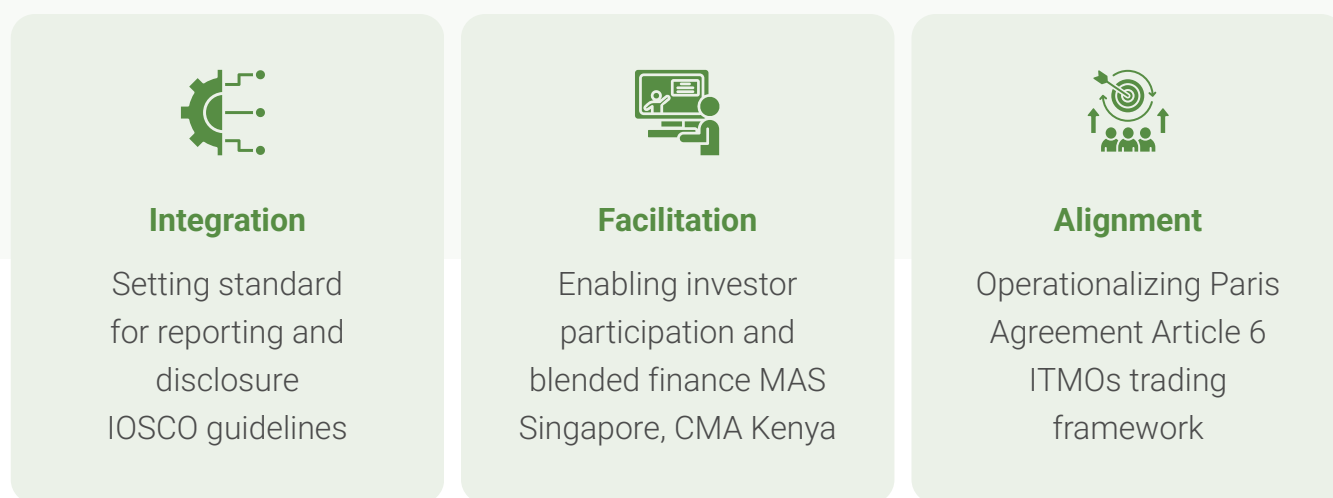 Integration
Setting standard
for reporting and
disclosure
IOSCO guidelines
Facilitation
Enabling investor
participation and
blended finance MAS
Singapore, CMA Kenya
Alignment
Operationalizing Paris
Agreement Article 6
ITMOs trading
framework